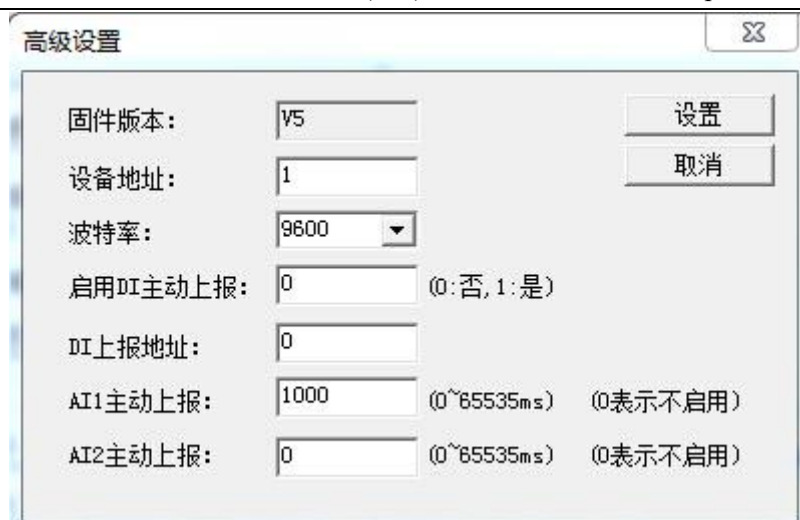 高级设置
固件版本： V5 设置
设备地址： 1 取消
波特率： 9600
启用DI主动上报： 0 (0:否,1:是)
DI上报地址： 0
AI1主动上报： 1000 (0~65535ms) (0表示不启用)
AI2主动上报： 0 (0~65535ms) (0表示不启用)